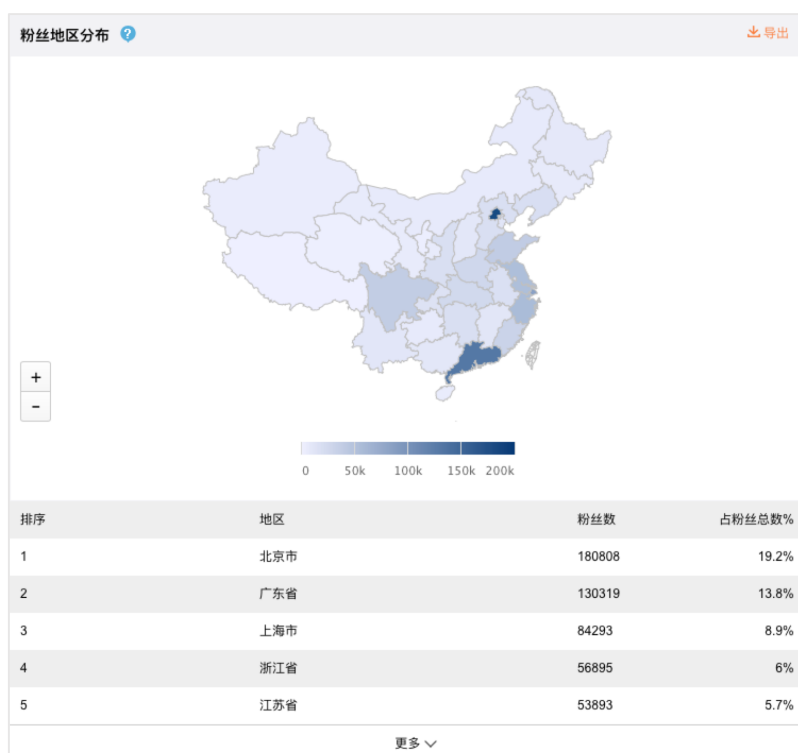 粉丝地区分布 ?
导出
+
-
0 50k 100k 150k 200k
排序 地区 粉丝数 占粉丝总数%
1 北京市 180808 19.2%
2 广东省 130319 13.8%
3 上海市 84293 8.9%
4 浙江省 56895 6%
5 江苏省 53893 5.7%
更多